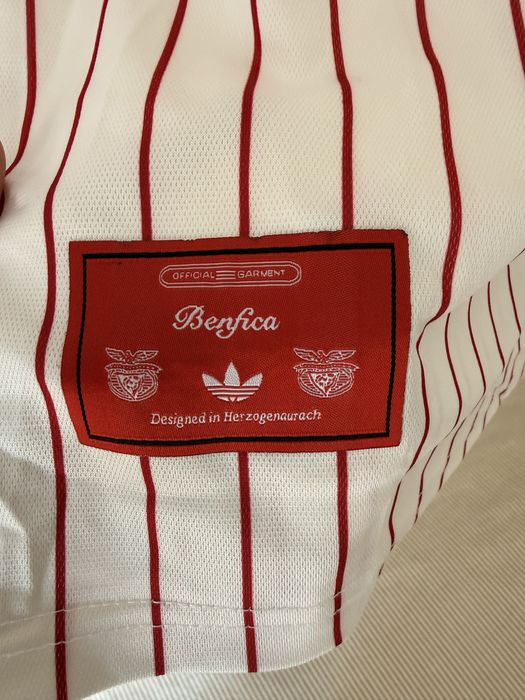 OFFICIAL GARMENT
Benfica
Designed in Herzogenaurach